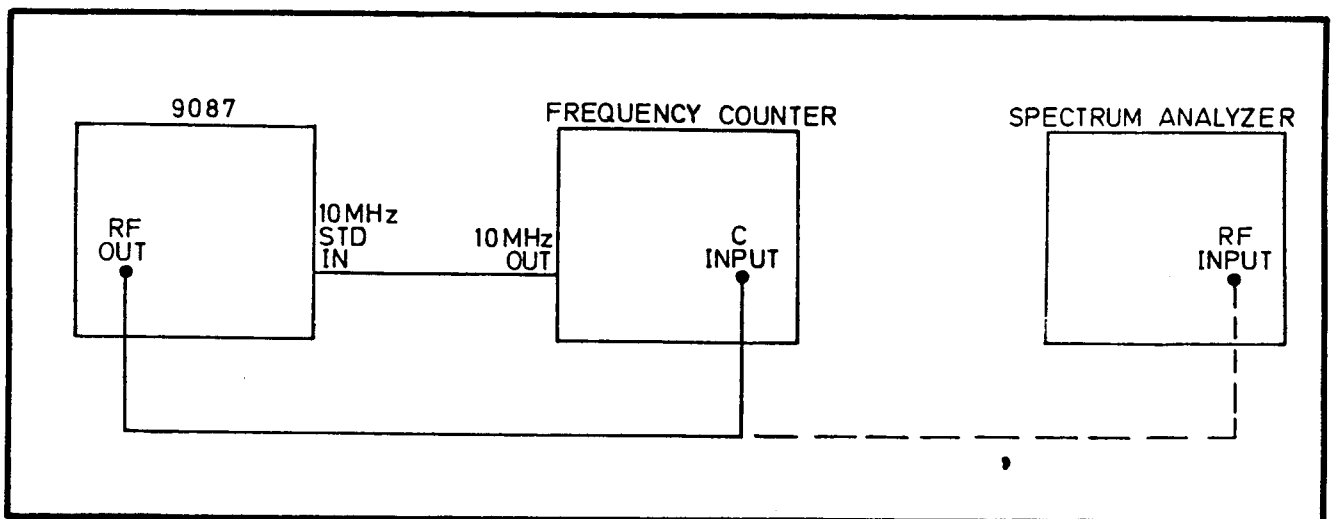 9087
FREQUENCY COUNTER
SPECTRUM ANALYZER
RF
OUT
10MHz
STD
IN
10MHz
OUT
C
INPUT
RF
INPUT